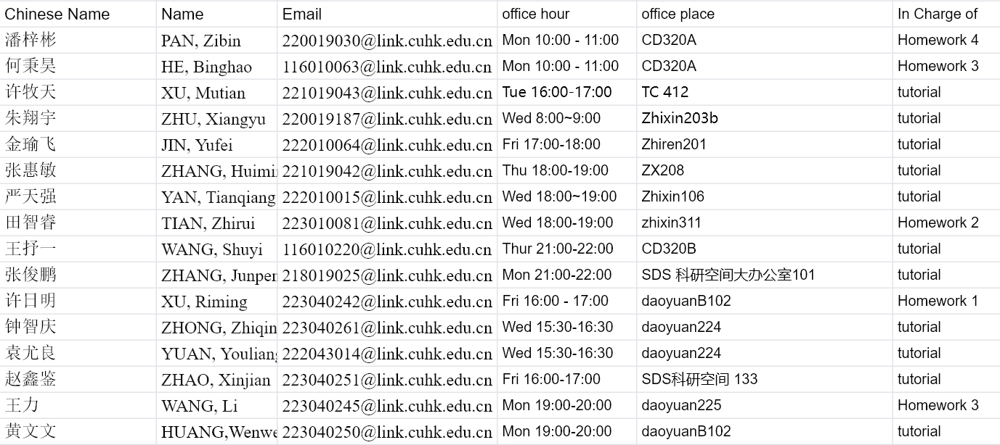 Chinese Name Name Email office hour office place In Charge of
潘梓彬 PAN, Zibin 220019030@link.cuhk.edu.cn Mon 10:00 - 11:00 CD320A Homework 4
何秉昊 HE, Binghao 116010063@link.cuhk.edu.cn Mon 10:00 - 11:00 CD320A Homework 3
许牧天 XU, Mutian 221019043@link.cuhk.edu.cn Tue 16:00-17:00 TC 412 tutorial
朱翔宇 ZHU, Xiangyu 220019187@link.cuhk.edu.cn Wed 8:00~9:00 Zhixin203b tutorial
金瑜飞 JIN, Yufei 222010064@link.cuhk.edu.cn Fri 17:00-18:00 Zhiren201 tutorial
张惠敏 ZHANG, Huimi 221019042@link.cuhk.edu.cn Thu 18:00-19:00 ZX208 tutorial
严天强 YAN, Tianqiang 222010015@link.cuhk.edu.cn Wed 18:00~19:00 Zhixin106 tutorial
田智睿 TIAN, Zhirui 223010081@link.cuhk.edu.cn Wed 18:00-19:00 zhixin311 Homework 2
王抒一 WANG, Shuyi 116010220@link.cuhk.edu.cn Thur 21:00-22:00 CD320B tutorial
张俊鹏 ZHANG, Junpen 218019025@link.cuhk.edu.cn Mon 21:00-22:00 SDS 科研空间大办公室101 tutorial
许日明 XU, Riming 223040242@link.cuhk.edu.cn Fri 16:00 - 17:00 daoyuanB102 Homework 1
钟智庆 ZHONG, Zhiqin 223040261@link.cuhk.edu.cn Wed 15:30-16:30 daoyuan224 tutorial
袁尤良 YUAN, Youliang 222043014@link.cuhk.edu.cn Wed 15:30-16:30 daoyuan224 tutorial
赵鑫鉴 ZHAO, Xinjian 223040251@link.cuhk.edu.cn Fri 16:00-17:00 SDS科研空间 133 tutorial
王力 WANG, Li 223040245@link.cuhk.edu.cn Mon 19:00-20:00 daoyuan225 Homework 3
黄文文 HUANG,Wenwe 223040250@link.cuhk.edu.cn Mon 19:00-20:00 daoyuanB102 tutorial